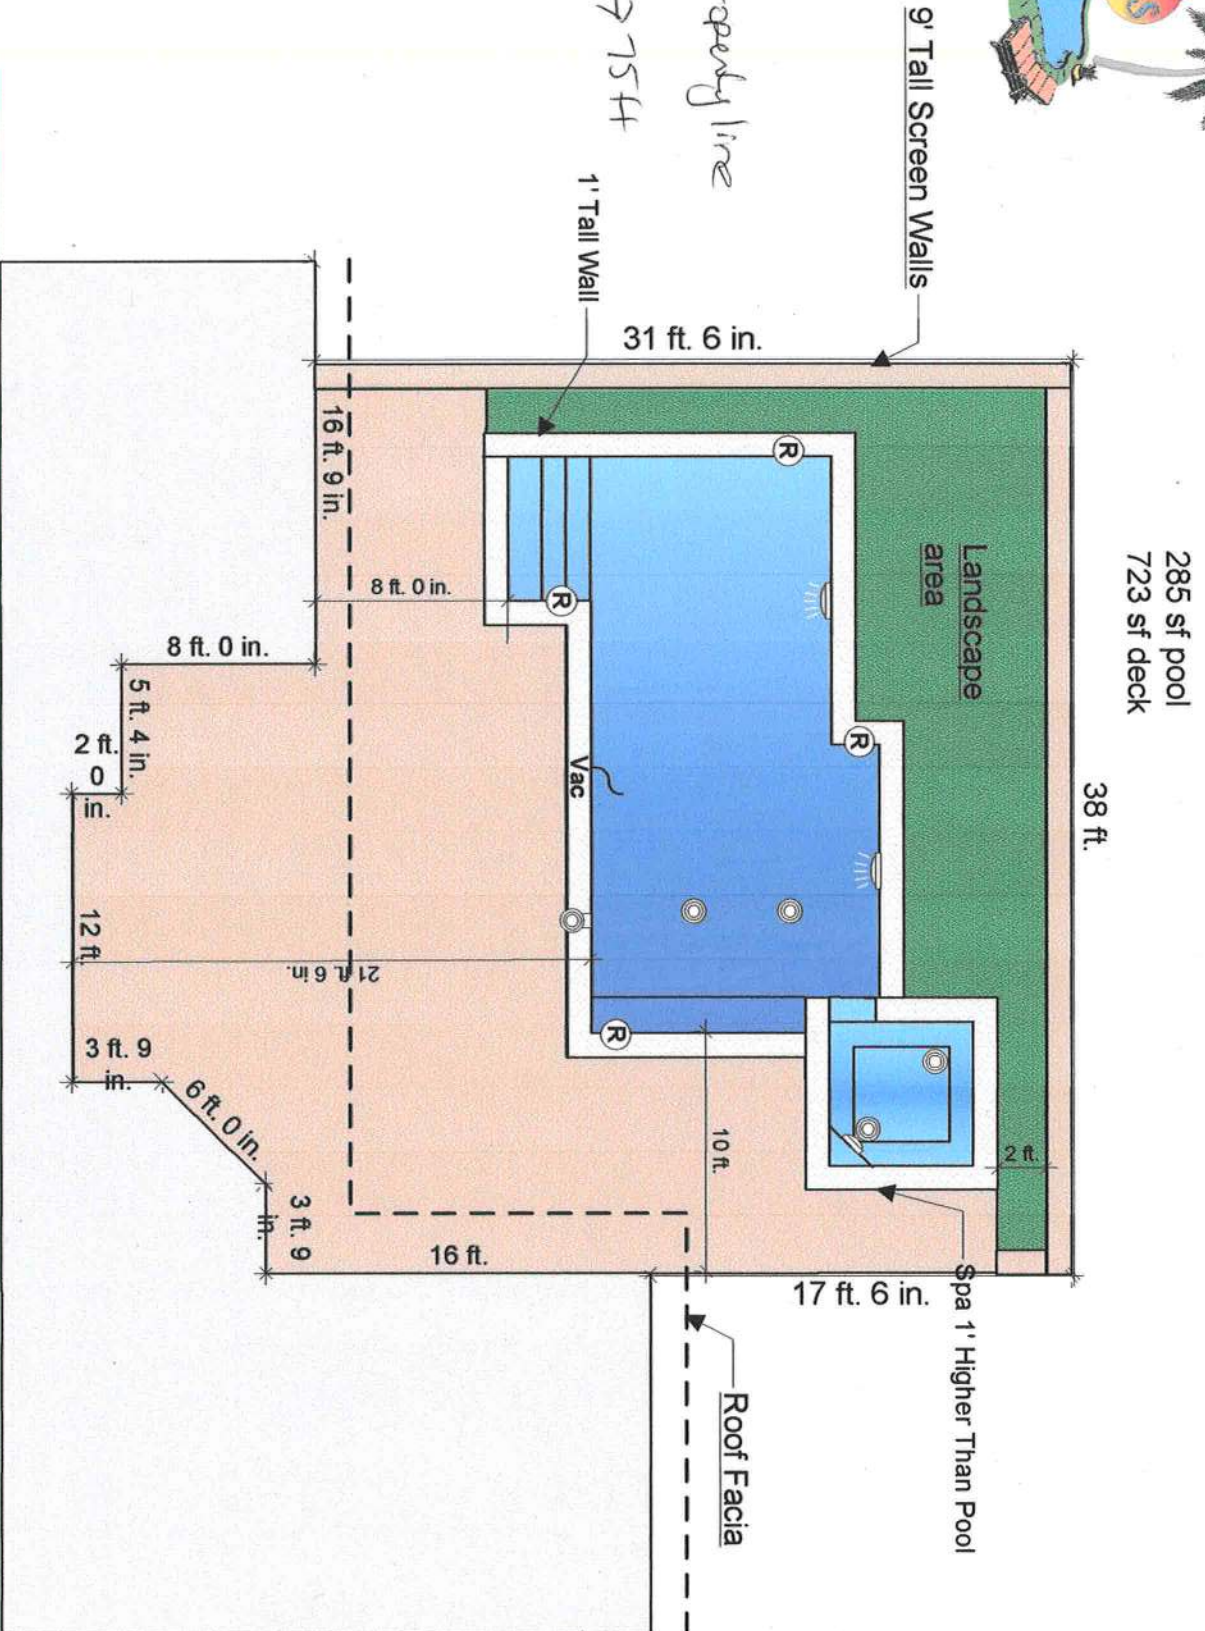 285 sf pool
723 sf deck
38 ft.
9' Tall Screen Walls
property line
75 ft
1' Tall Wall
31 ft. 6 in.
Landscape
area
R
R
R
R
Vac
16 ft. 9 in.
8 ft. 0 in.
8 ft. 0 in.
5 ft. 4 in.
2 ft.
0
in.
12 ft.
21 ft. 6 in.
3 ft. 9
in.
6 ft. 0 in.
3 ft. 9
in.
16 ft.
10 ft.
2 ft.
17 ft. 6 in.
Spa 1' Higher Than Pool
Roof Facia